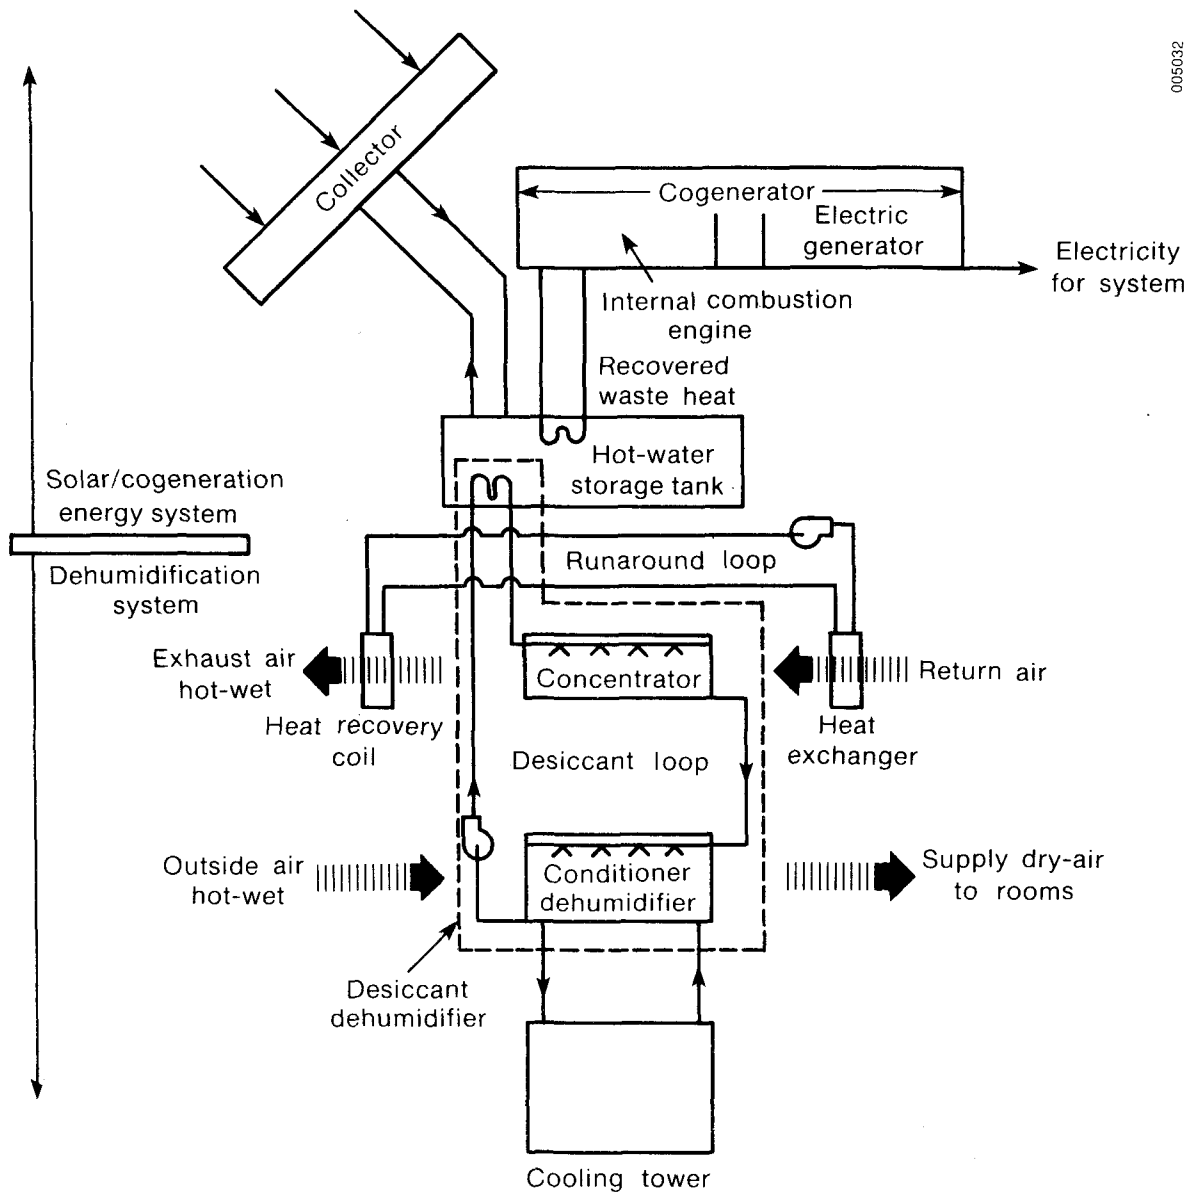 005032
Collector
Cogenerator
Electric
generator
Electricity
for system
Internal combustion
engine
Recovered
waste heat
Hot-water
storage tank
Solar/cogeneration
energy system
Dehumidification
system
Runaround loop
Exhaust air
hot-wet
Concentrator
Return air
Heat recovery
coil
Desiccant loop
Heat
exchanger
Outside air
hot-wet
Conditioner
dehumidifier
Supply dry-air
to rooms
Desiccant
dehumidifier
Cooling tower